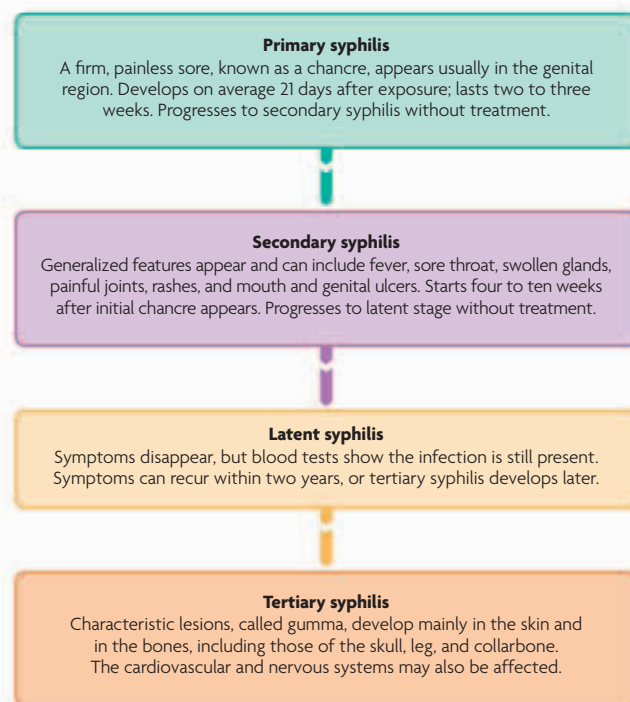 Primary syphilis
A firm, painless sore, known as a chancre, appears usually in the genital
region. Develops on average 21 days after exposure; lasts two to three
weeks. Progresses to secondary syphilis without treatment.
Secondary syphilis
Generalized features appear and can include fever, sore throat, swollen glands,
painful joints, rashes, and mouth and genital ulcers. Starts four to ten weeks
after initial chancre appears. Progresses to latent stage without treatment.
Latent syphilis
Symptoms disappear, but blood tests show the infection is still present.
Symptoms can recur within two years, or tertiary syphilis develops later.
Tertiary syphilis
Characteristic lesions, called gumma, develop mainly in the skin and
in the bones, including those of the skull, leg, and collarbone.
The cardiovascular and nervous systems may also be affected.